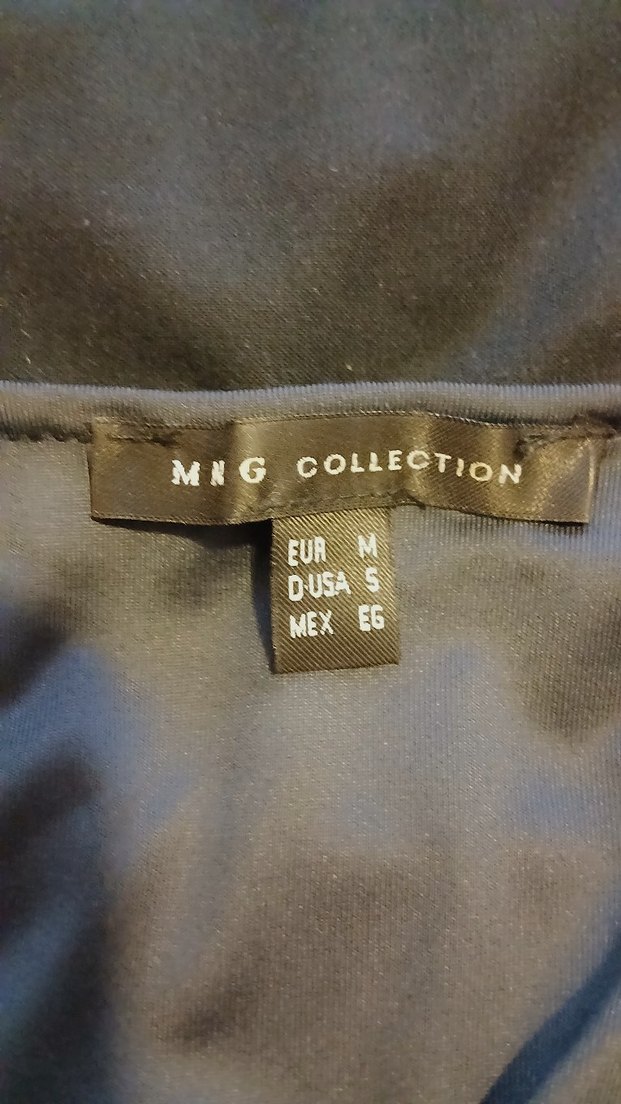 MNG COLLECTION
EUR M
D·USA S
MEX EG